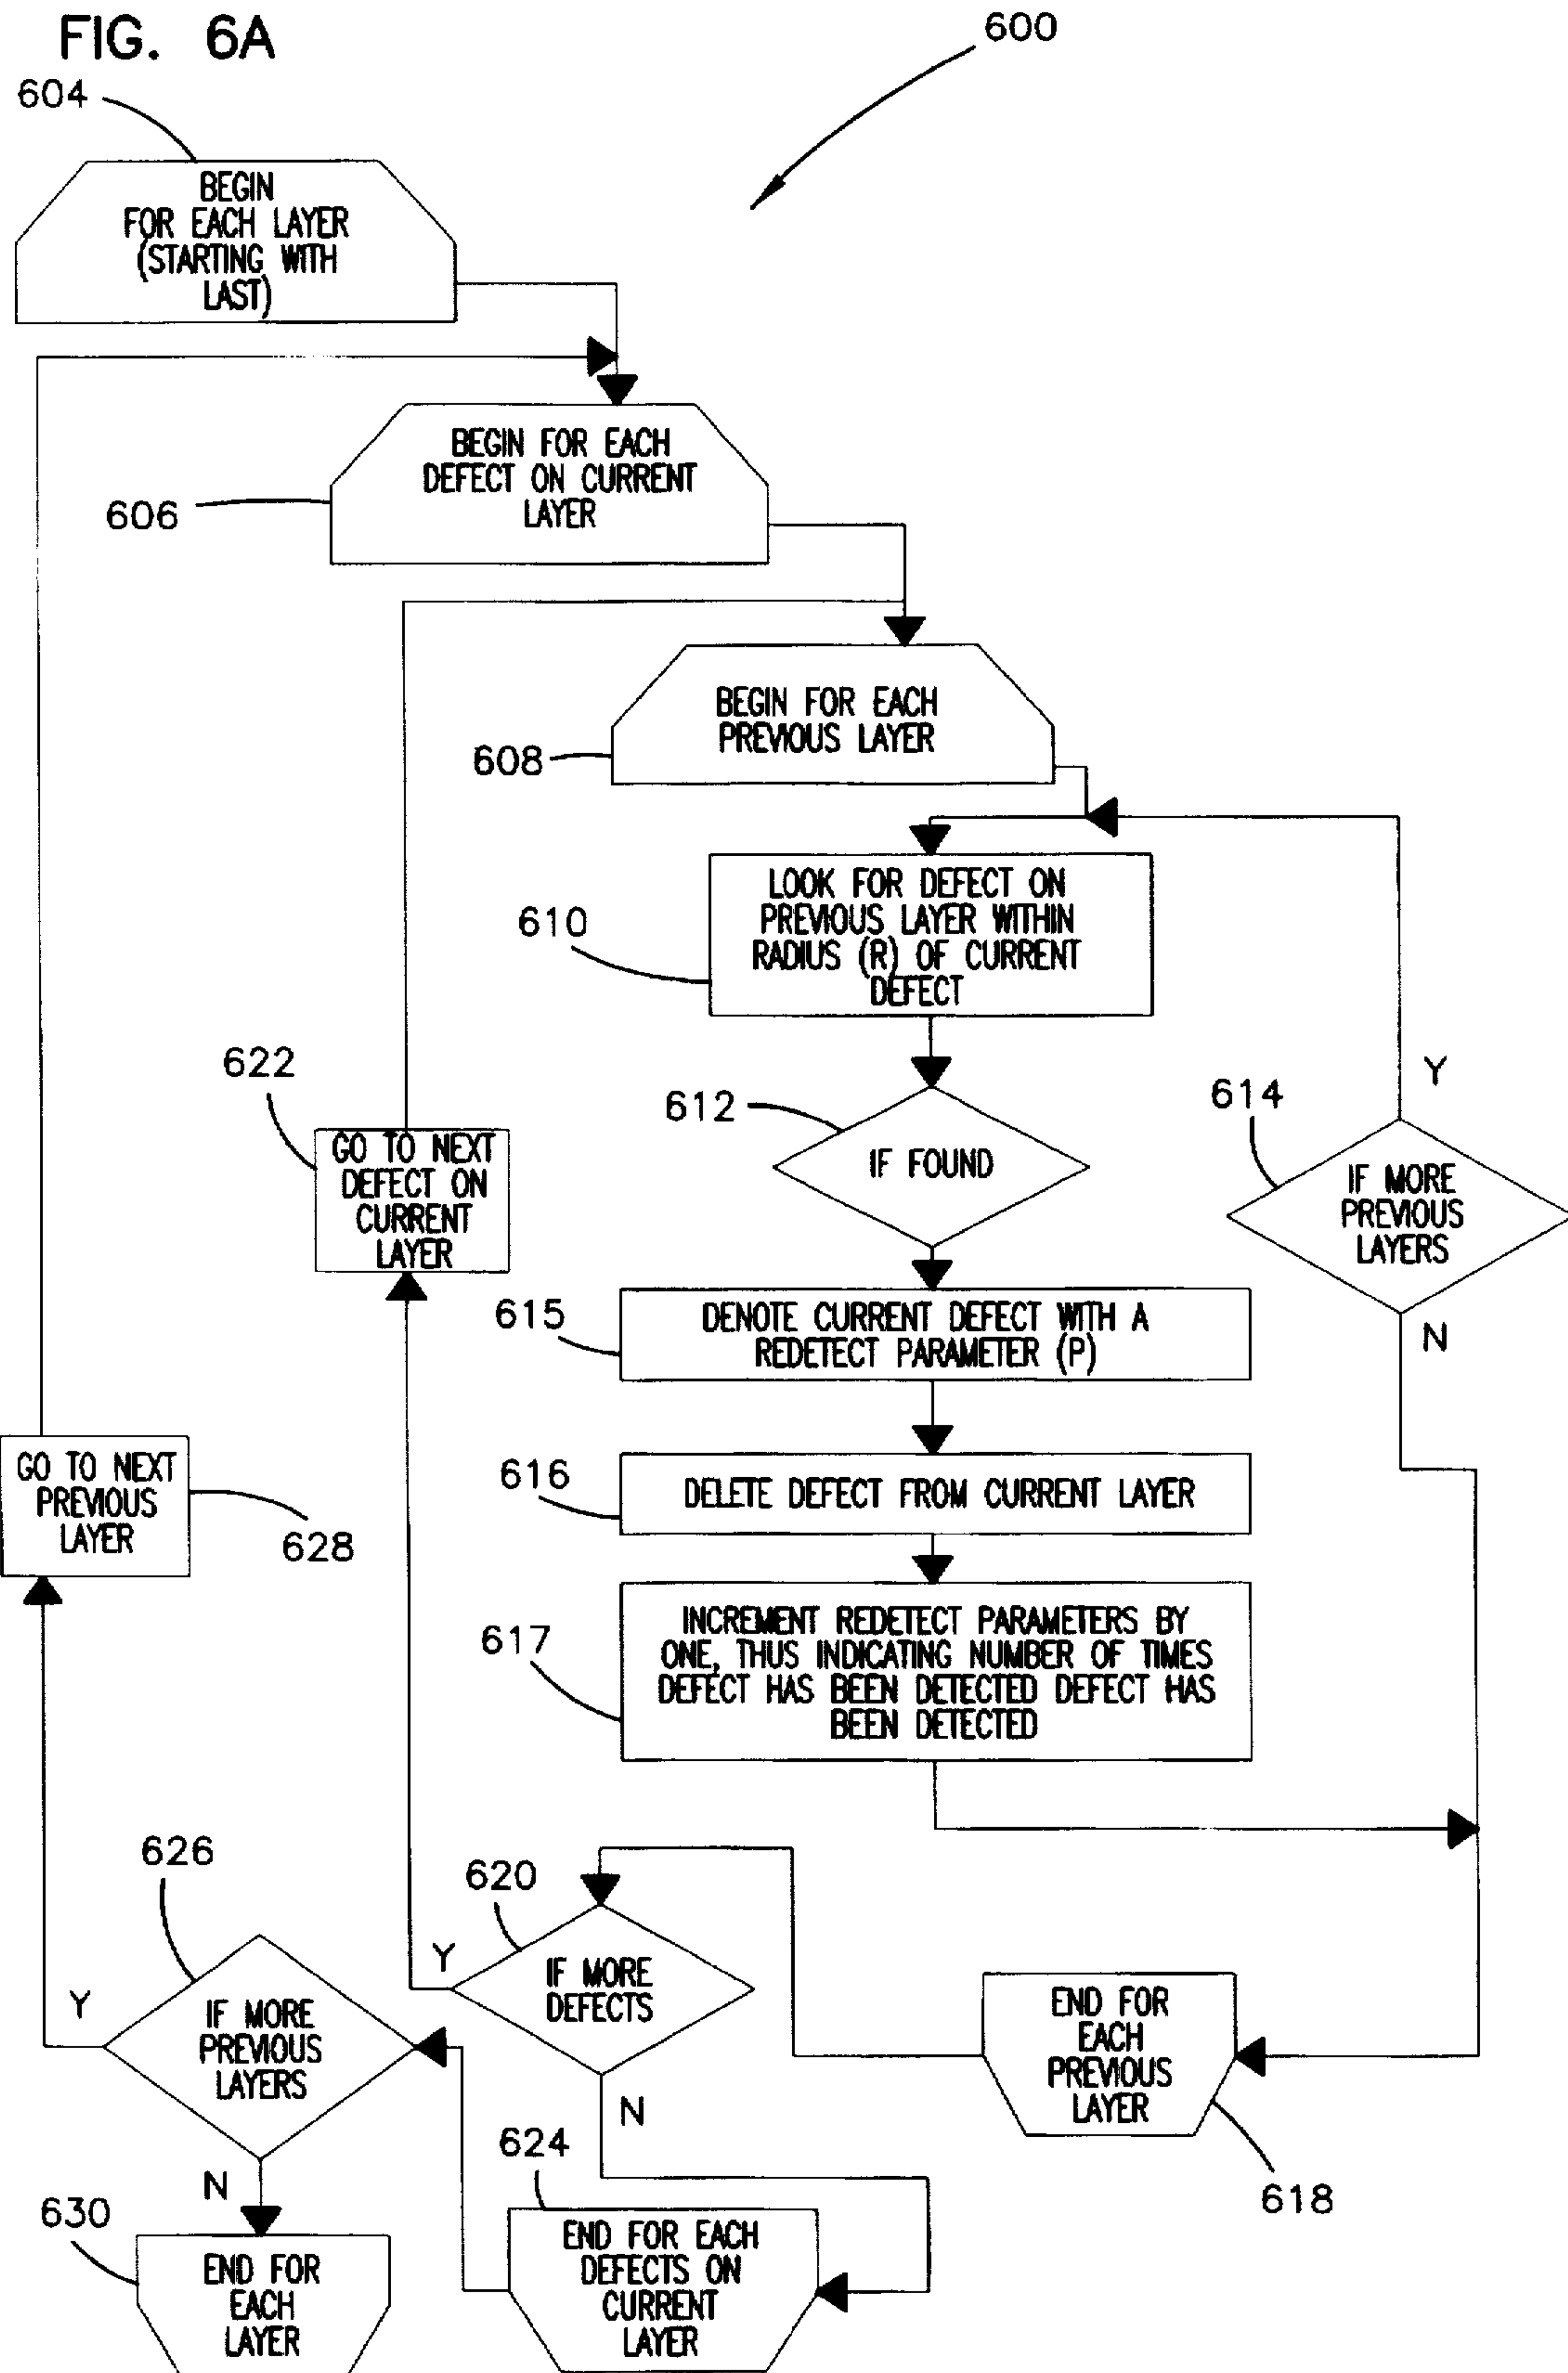 FIG. 6A
600
604
BEGIN
FOR EACH LAYER
(STARTING WITH
LAST)
BEGIN FOR EACH
DEFECT ON CURRENT
LAYER
606
BEGIN FOR EACH
PREVIOUS LAYER
608
LOOK FOR DEFECT ON
PREVIOUS LAYER WITHIN
RADIUS (R) OF CURRENT
DEFECT
610
622
GO TO NEXT
DEFECT ON
CURRENT
LAYER
612
IF FOUND
614
Y
IF MORE
PREVIOUS
LAYERS
N
615
DENOTE CURRENT DEFECT WITH A
REDETECT PARAMETER (P)
616
DELETE DEFECT FROM CURRENT LAYER
GO TO NEXT
PREVIOUS
LAYER
628
617
INCREMENT REDETECT PARAMETERS BY
ONE, THUS INDICATING NUMBER OF TIMES
DEFECT HAS BEEN DETECTED DEFECT HAS
BEEN DETECTED
626
Y
IF MORE
PREVIOUS
LAYERS
N
620
Y
IF MORE
DEFECTS
N
END FOR
EACH
PREVIOUS
LAYER
618
624
END FOR EACH
DEFECTS ON
CURRENT
LAYER
630
END FOR
EACH
LAYER